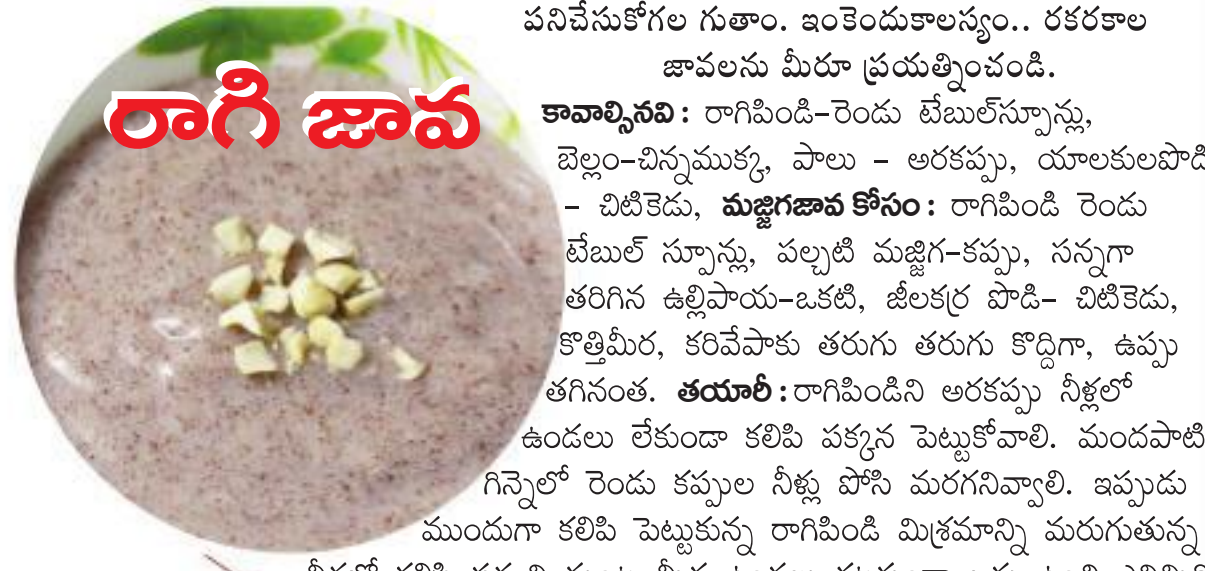 పనిచేసుకోగల గుతాం. ఇంకెందుకాలస్యం.. రకరకాల
జావలను మీరూ ప్రయత్నించండి.
రాగి జావ
కావాల్సినవి : రాగిపిండి–రెండు టేబుల్‌స్పూన్లు,
బెల్లం–చిన్నముక్క, పాలు – అరకప్పు, యాలకులపొడి
– చిటికెడు, మజ్జిగజావ కోసం : రాగిపిండి రెండు
టేబుల్ స్పూన్లు, పల్చటి మజ్జిగ–కప్పు, సన్నగా
తరిగిన ఉల్లిపాయ–ఒకటి, జీలకర్ర పొడి– చిటికెడు,
కొత్తిమీర, కరివేపాకు తరుగు తరుగు కొద్దిగా, ఉప్పు
తగినంత. తయారీ : రాగిపిండిని అరకప్పు నీళ్లలో
ఉండలు లేకుండా కలిపి పక్కన పెట్టుకోవాలి. మందపాటి
గిన్నెలో రెండు కప్పుల నీళ్లు పోసి మరగనివ్వాలి. ఇప్పుడు
ముందుగా కలిపి పెట్టుకున్న రాగిపిండి మిశ్రమాన్ని మరుగుతున్న